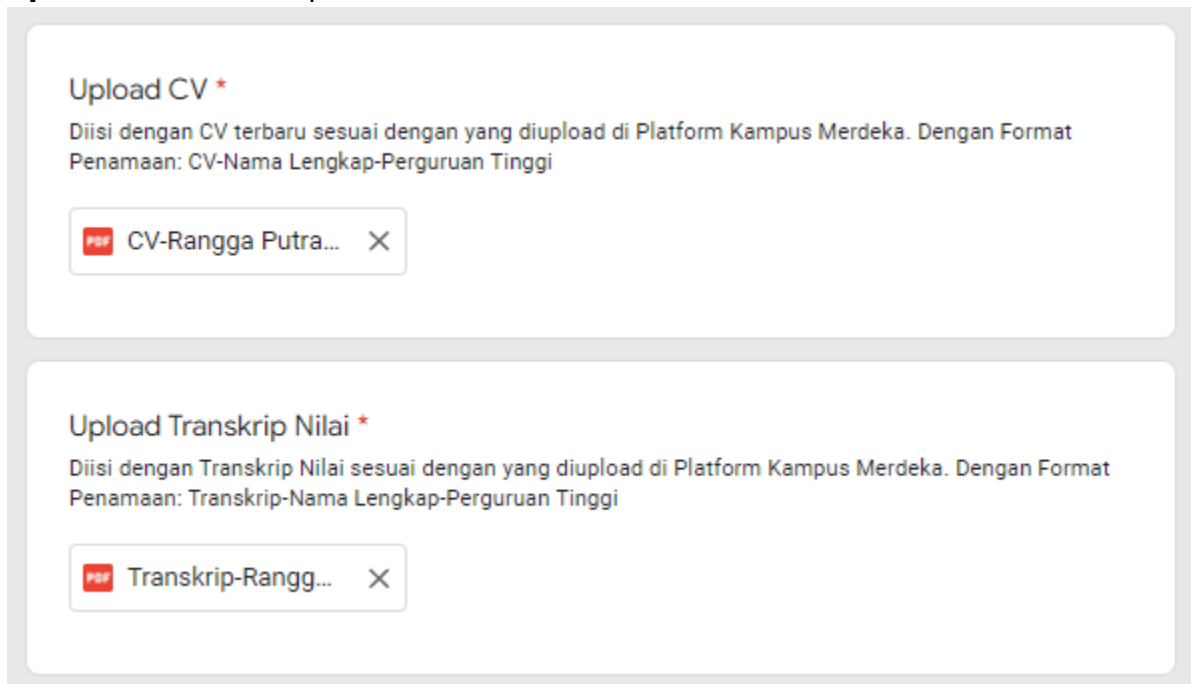 Upload CV *
Diisi dengan CV terbaru sesuai dengan yang diupload di Platform Kampus Merdeka. Dengan Format
Penamaan: CV-Nama Lengkap-Perguruan Tinggi
PDF CV-Rangga Putra...
Upload Transkrip Nilai *
Diisi dengan Transkrip Nilai sesuai dengan yang diupload di Platform Kampus Merdeka. Dengan Format
Penamaan: Transkrip-Nama Lengkap-Perguruan Tinggi
PDF Transkrip-Rangg...